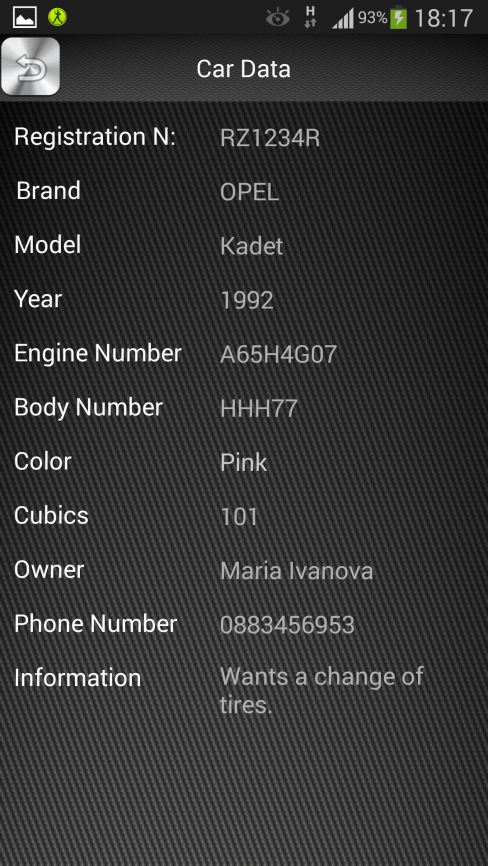 H 93% 18:17
Car Data
Registration N: RZ1234R
Brand OPEL
Model Kadet
Year 1992
Engine Number A65H4G07
Body Number HHH77
Color Pink
Cubics 101
Owner Maria Ivanova
Phone Number 0883456953
Information Wants a change of
tires.